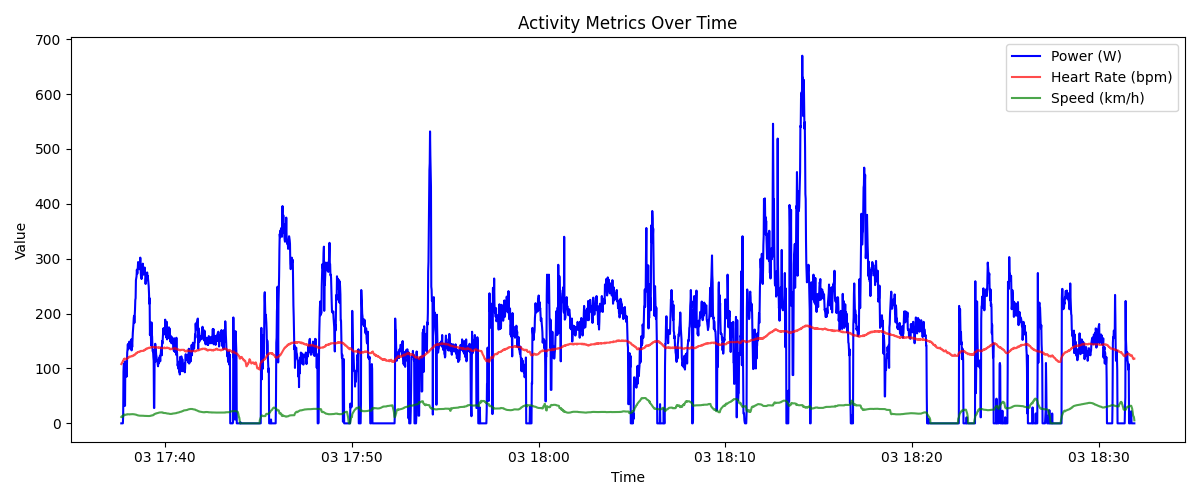 Activity Metrics Over Time
700
600
500
400
300
200
100
0
Value
Power (W)
Heart Rate (bpm)
Speed (km/h)
03 17:40
03 17:50
03 18:00
03 18:10
03 18:20
03 18:30
Time